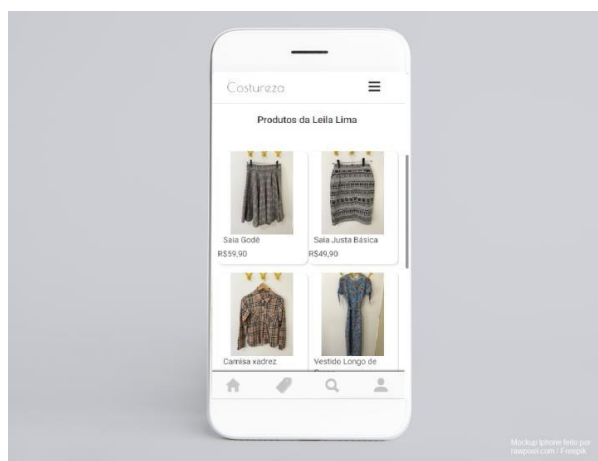 Costureza
Produtos da Leila Lima
Saia Godê
R$59,90
Saia Justa Básica
R$49,90
Camisa xadrez
Vestido Longo de
Mockup Iphone feito por
rawpixel.com / Freepik